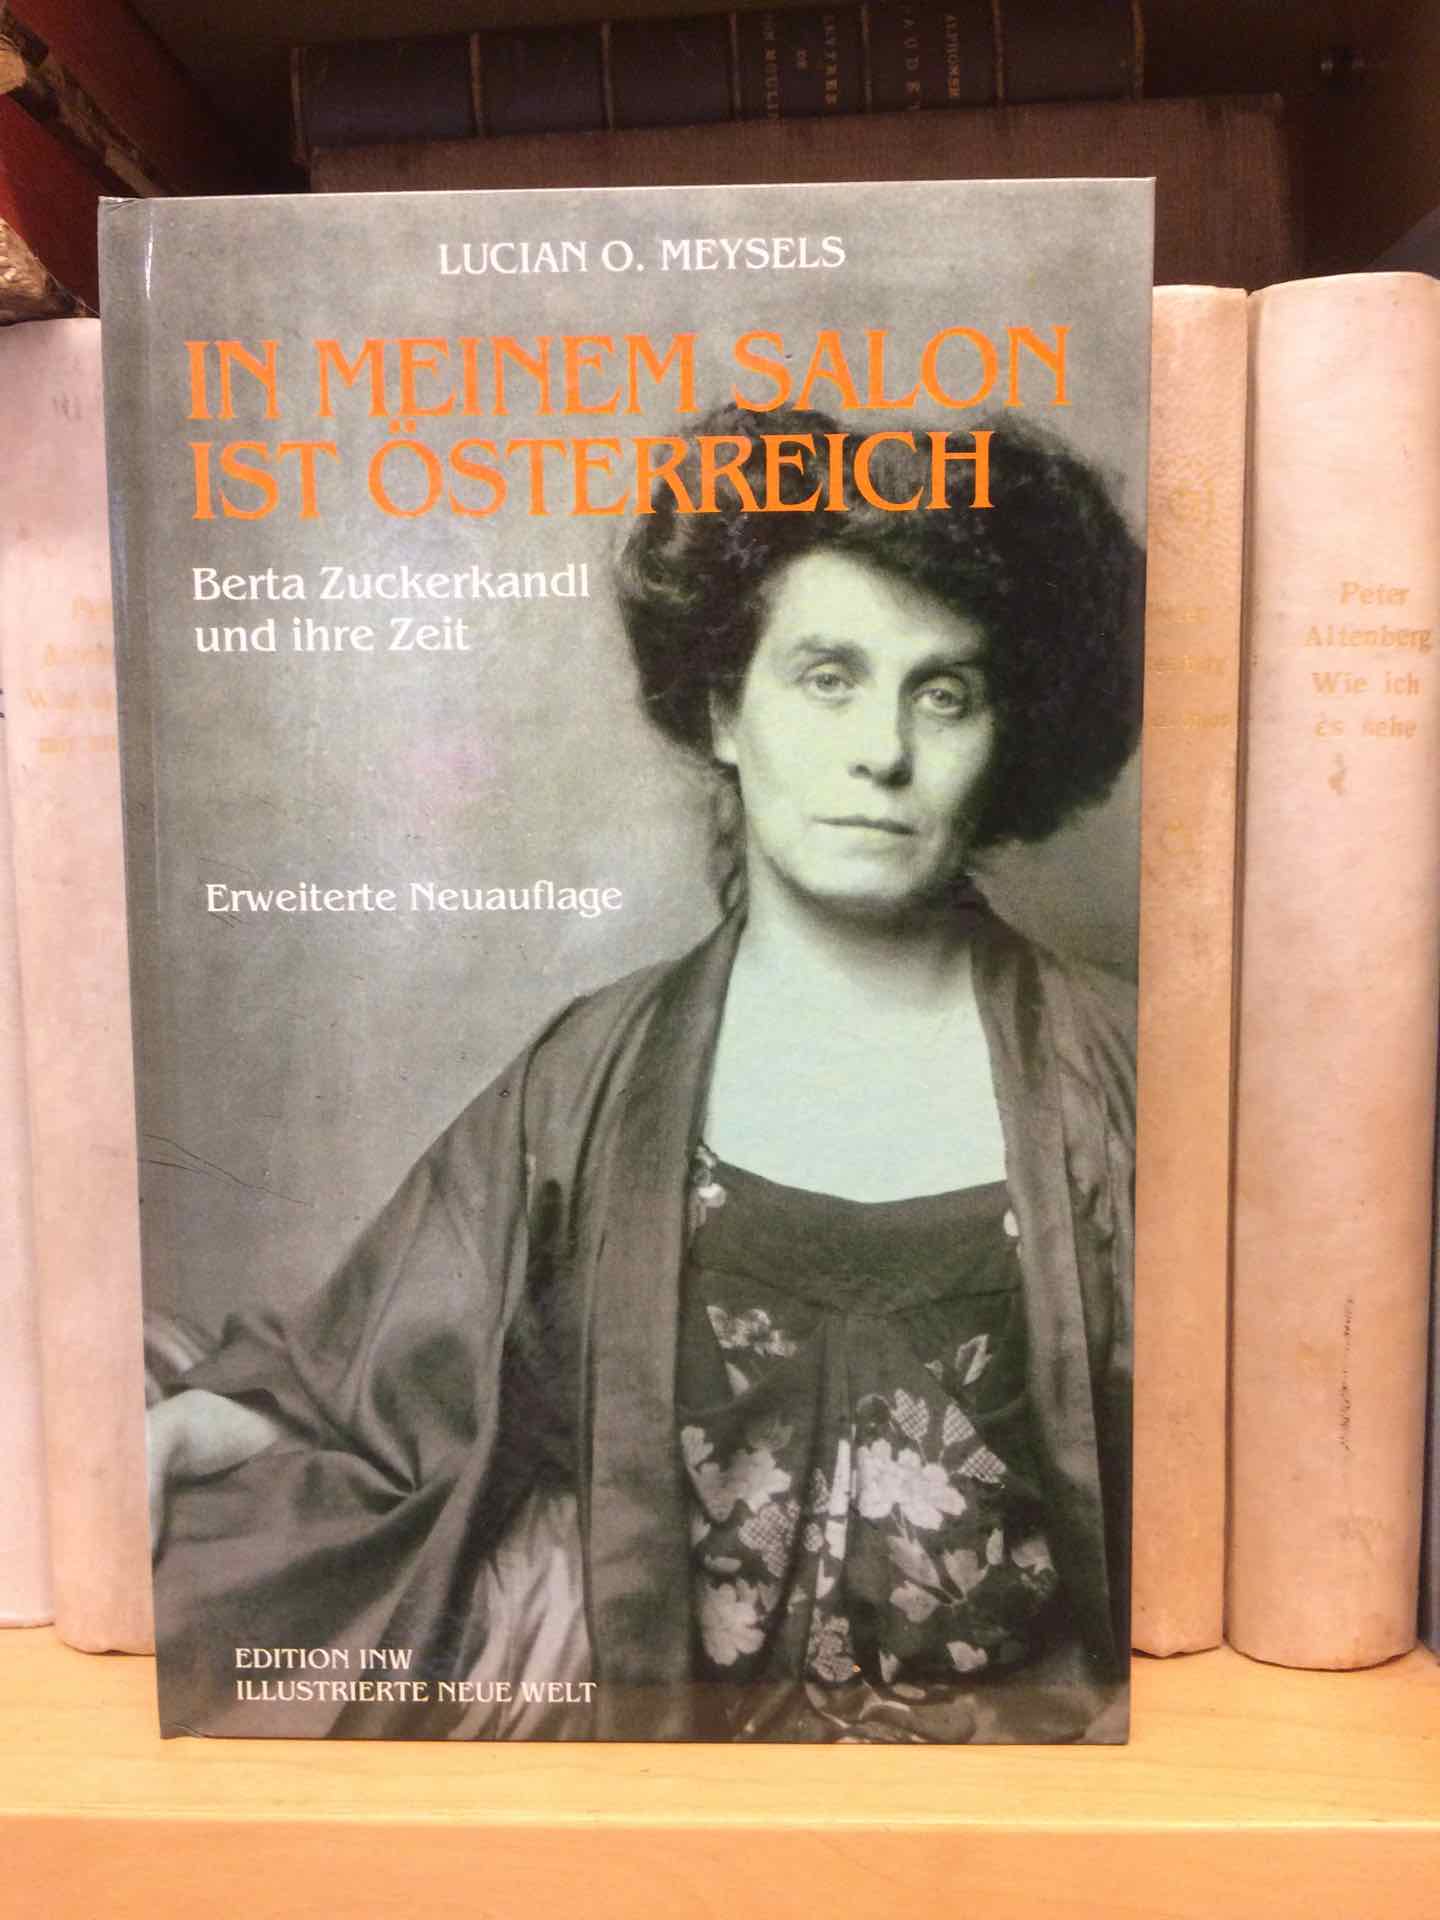 LUCIAN O. MEYSELS
IN MEINEM SALON
IST ÖSTERREICH
Berta Zuckerkandl
und ihre Zeit
Erweiterte Neuauflage
EDITION INW
ILLUSTRIERTE NEUE WELT
Peter
Altenberg
Wie ich
es sehe
ALPHONSE